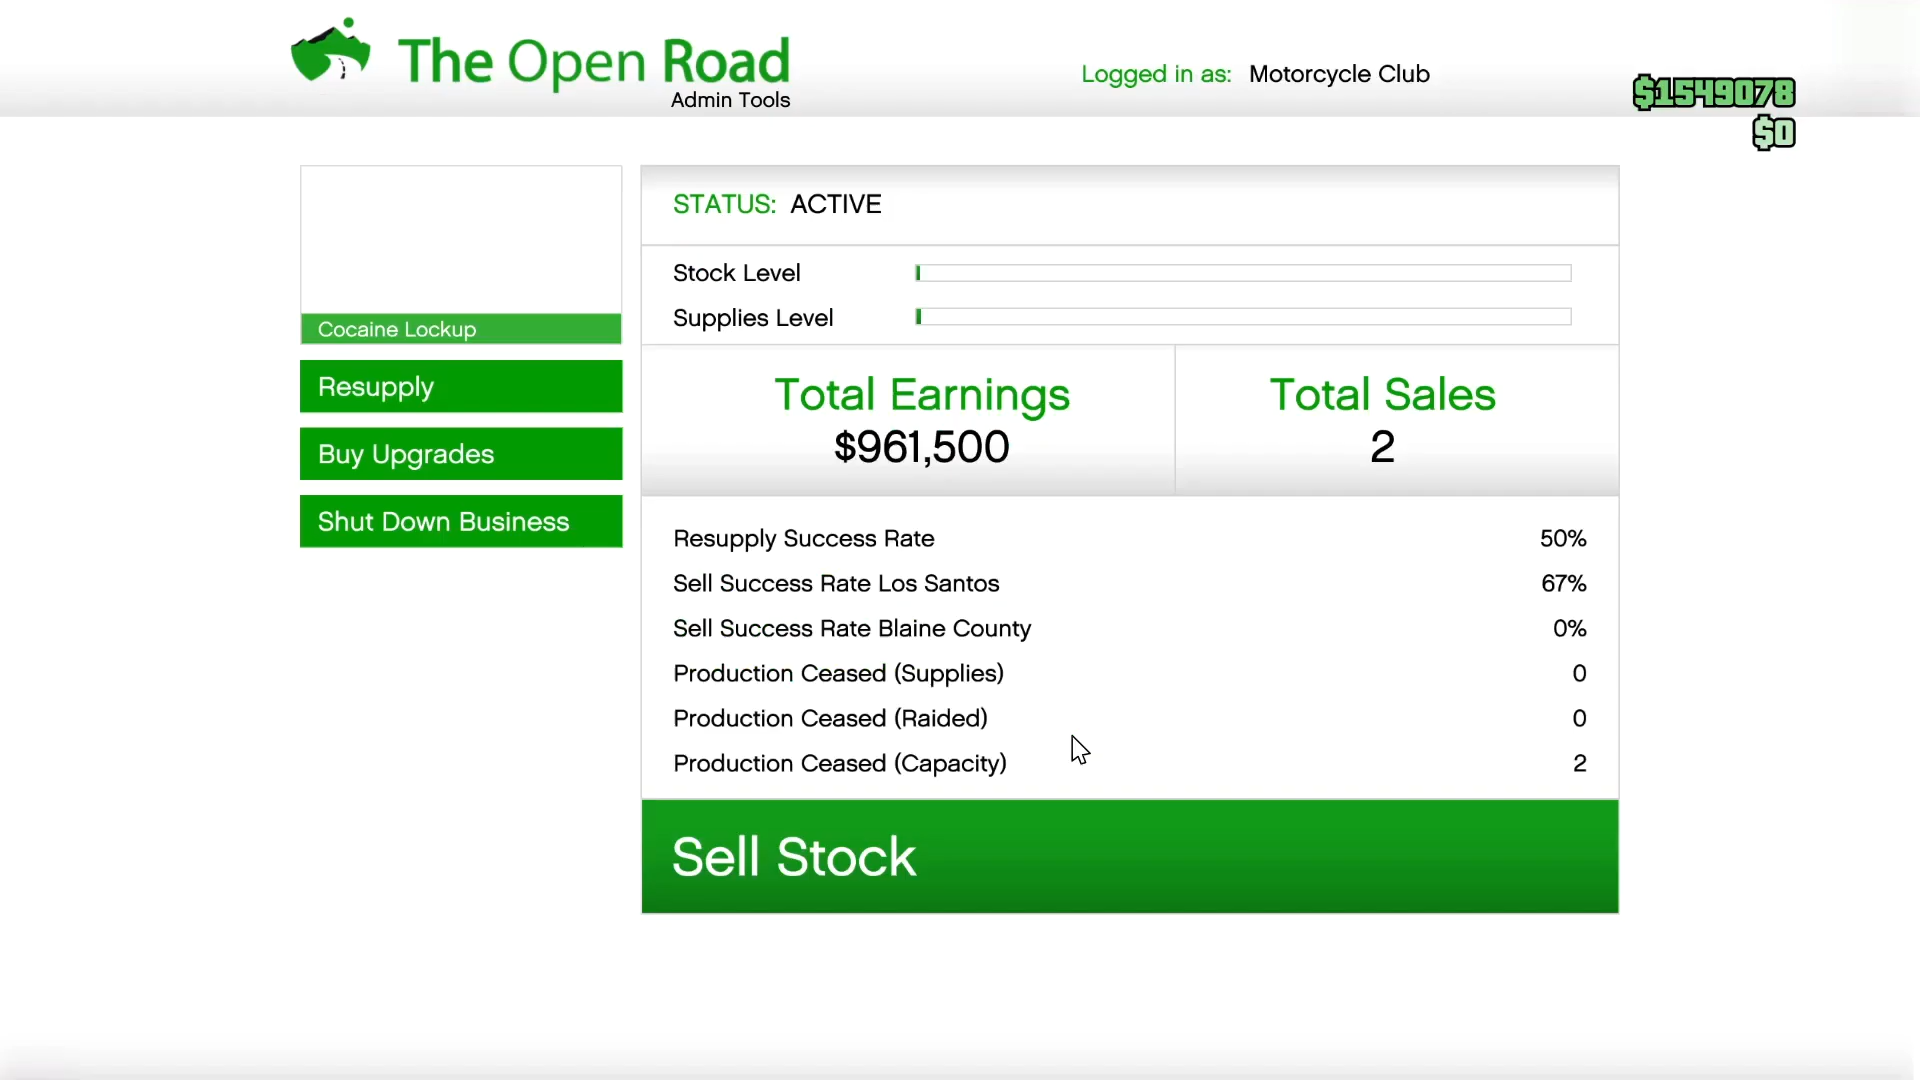 The Open Road
Admin Tools
Logged in as: Motorcycle Club
$1549078
$0
Cocaine Lockup
Resupply
Buy Upgrades
Shut Down Business
STATUS: ACTIVE
Stock Level
Supplies Level
Total Earnings
$961,500
Total Sales
2
Resupply Success Rate 50%
Sell Success Rate Los Santos 67%
Sell Success Rate Blaine County 0%
Production Ceased (Supplies) 0
Production Ceased (Raided) 0
Production Ceased (Capacity) 2
Sell Stock